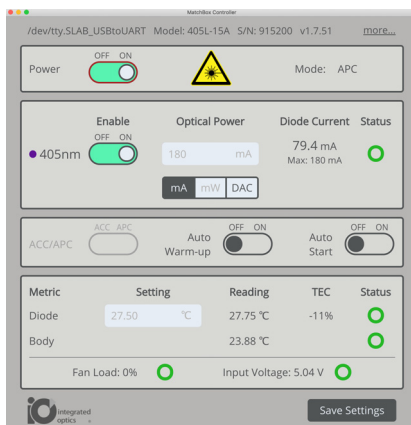 MatchBox Controller
/dev/tty.SLAB_USBtoUART Model: 405L-15A S/N: 915200 v1.7.51 more...
Power OFF ON Mode: APC
Enable Optical Power Diode Current Status
OFF ON
405nm 180 mA 79.4 mA
Max: 180 mA
mA mW DAC
ACC/APC ACC APC Auto Warm-up OFF ON Auto Start OFF ON
Metric Setting Reading TEC Status
Diode 27.50 °C 27.75 °C -11%
Body 23.88 °C
Fan Load: 0% Input Voltage: 5.04 V
integrated
optics
Save Settings